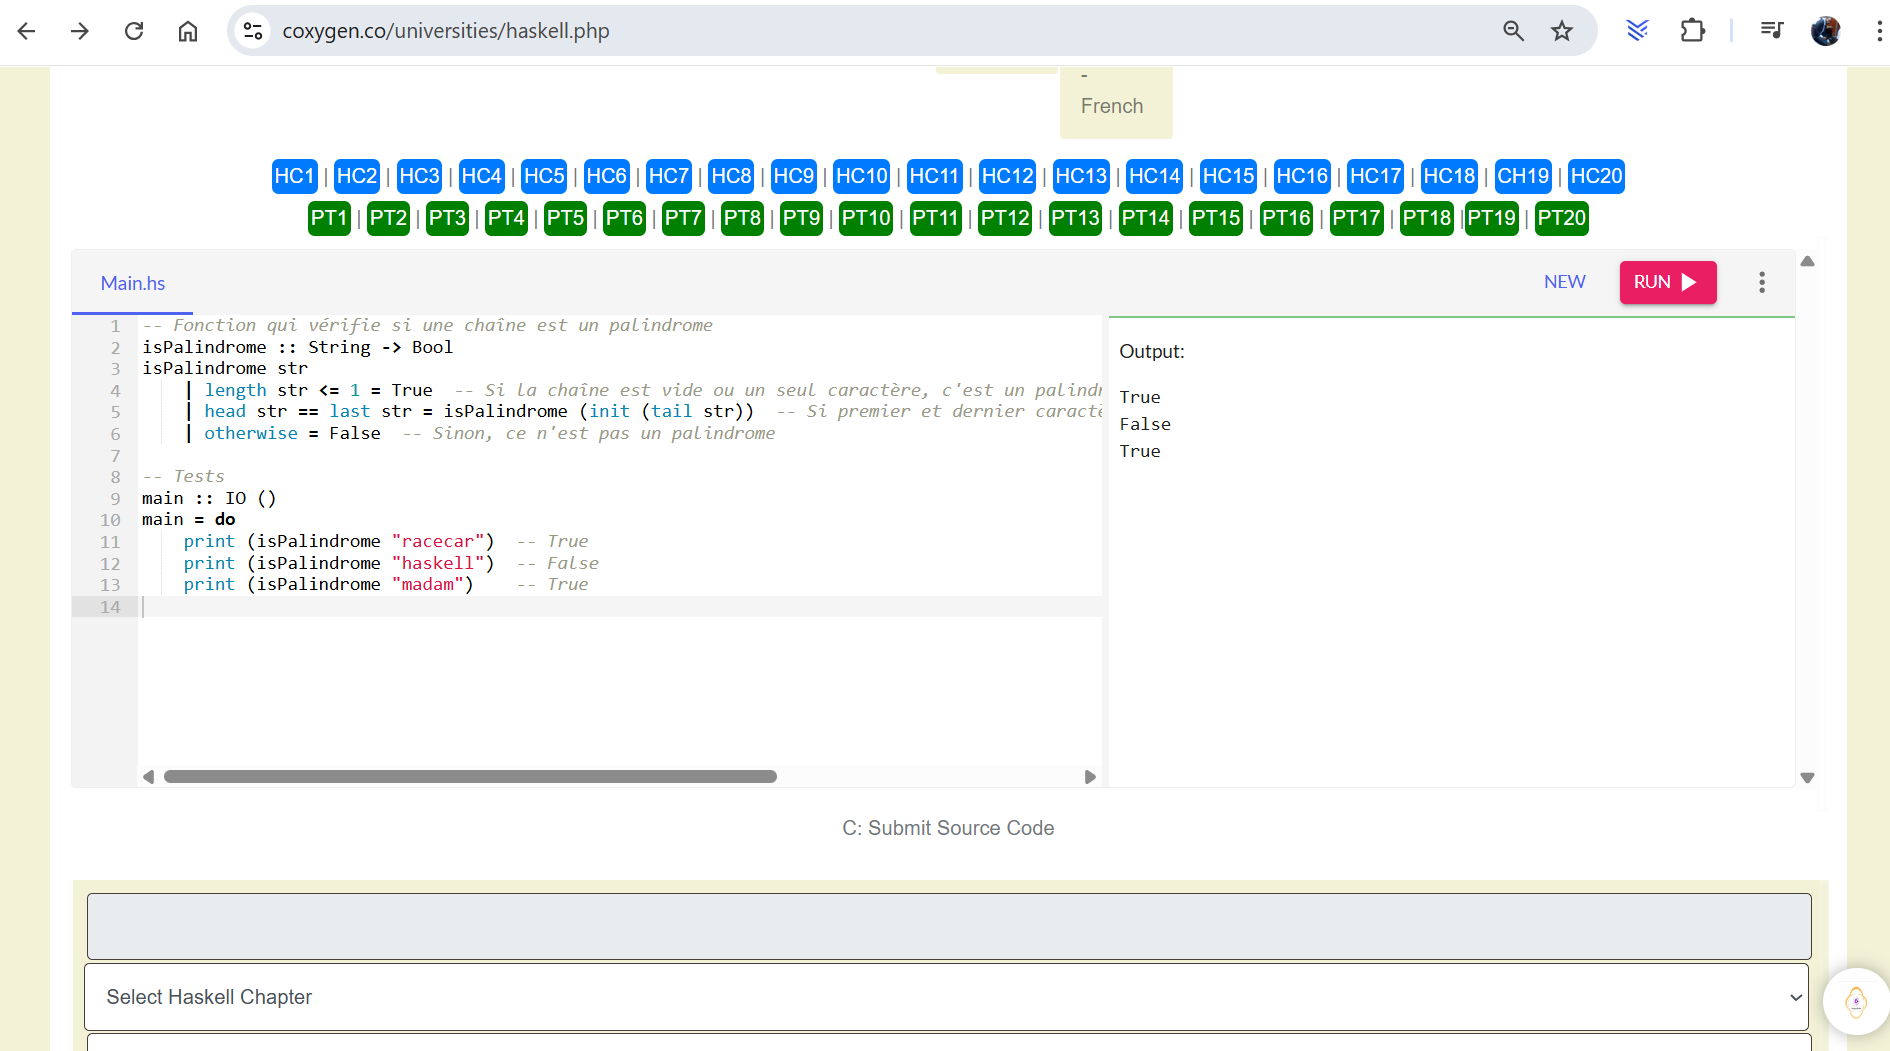 coxygen.co/universities/haskell.php
-
French
HC1 | HC2 | HC3 | HC4 | HC5 | HC6 | HC7 | HC8 | HC9 | HC10 | HC11 | HC12 | HC13 | HC14 | HC15 | HC16 | HC17 | HC18 | CH19 | HC20
PT1 | PT2 | PT3 | PT4 | PT5 | PT6 | PT7 | PT8 | PT9 | PT10 | PT11 | PT12 | PT13 | PT14 | PT15 | PT16 | PT17 | PT18 |PT19 | PT20
Main.hs
NEW
RUN
1 -- Fonction qui vérifie si une chaîne est un palindrome
2 isPalindrome :: String -> Bool
3 isPalindrome str
4     | length str <= 1 = True  -- Si la chaîne est vide ou un seul caractère, c'est un palind
5     | head str == last str = isPalindrome (init (tail str))  -- Si premier et dernier caract
6     | otherwise = False  -- Sinon, ce n'est pas un palindrome
7
8 -- Tests
9 main :: IO ()
10 main = do
11     print (isPalindrome "racecar")  -- True
12     print (isPalindrome "haskell")  -- False
13     print (isPalindrome "madam")    -- True
14
Output:
True
False
True
C: Submit Source Code
Select Haskell Chapter